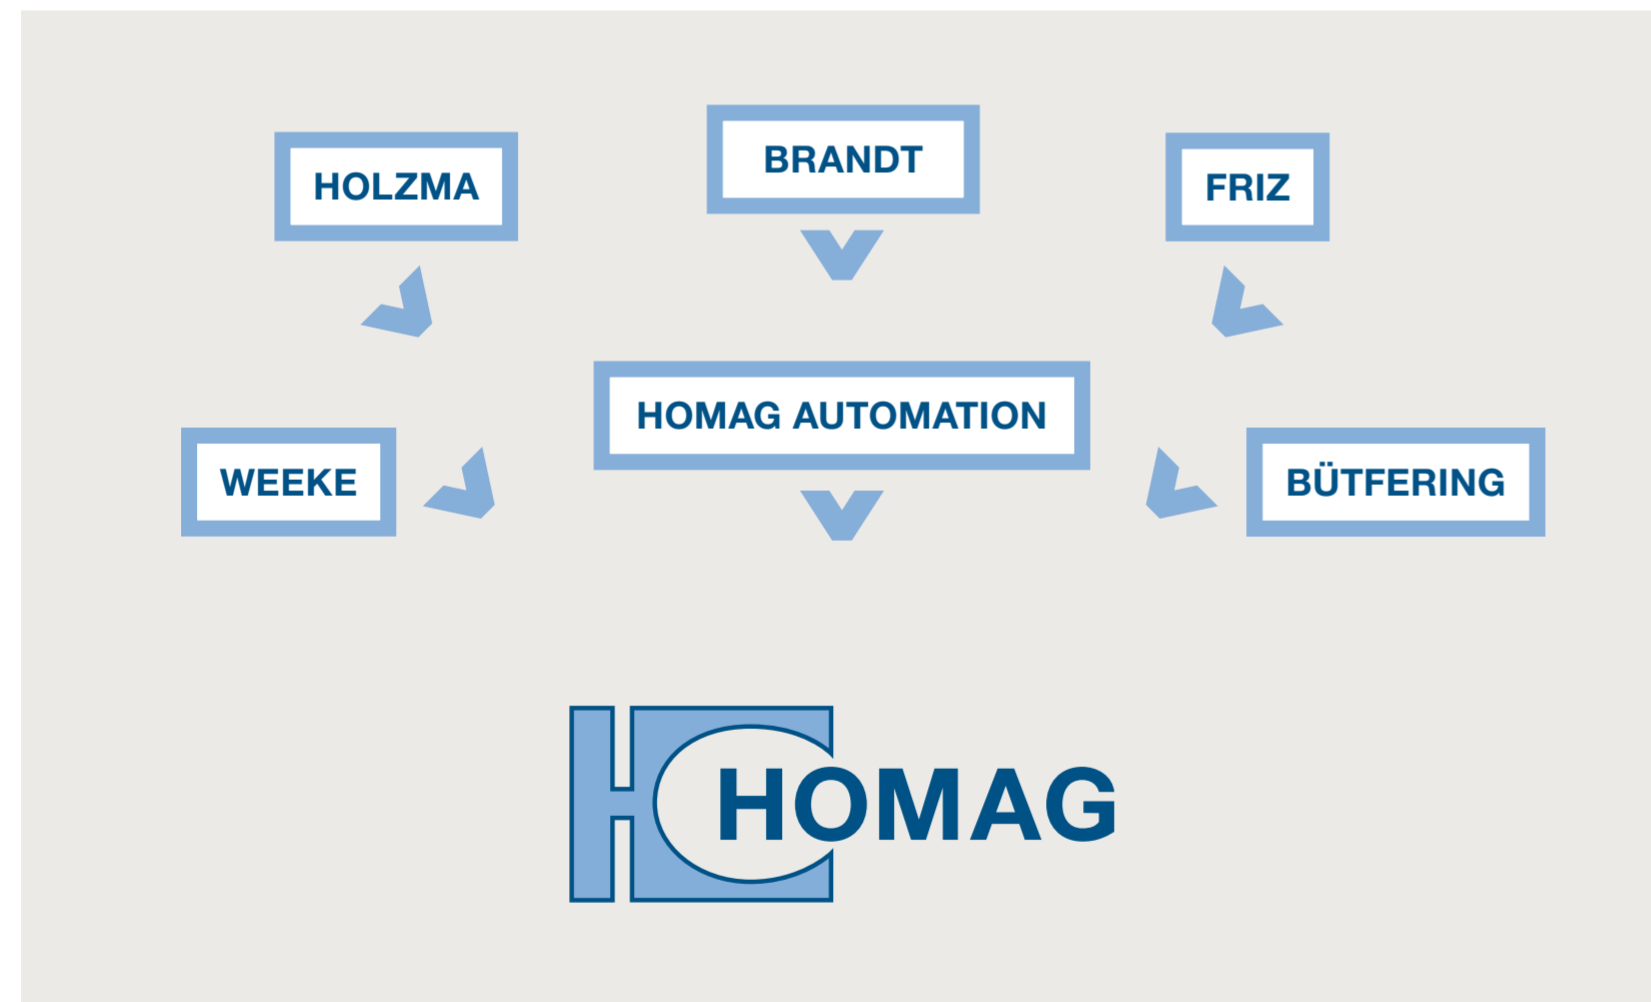 BRANDT
HOLZMA
FRIZ
HOMAG AUTOMATION
WEEKE
BÜTFERING
HOMAG